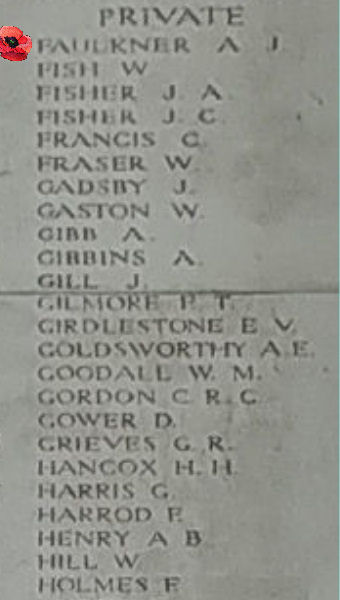 PRIVATE
FAULKNER A. J.
FISH W.
FISHER J. A.
FISHER J. C.
FRANCIS C.
FRASER W.
GADSBY J.
GASTON W.
GIBB A.
GIBBINS A.
GILL J.
GILMORE P. T.
GIRDLESTONE E. V.
GOLDSWORTHY A. E.
GOODALL W. M.
GORDON C. R. G.
GOWER D.
GRIEVES G. R.
HANCOX H. H.
HARRIS G.
HARROD F.
HENRY A. B.
HILL W.
HOLMES F.